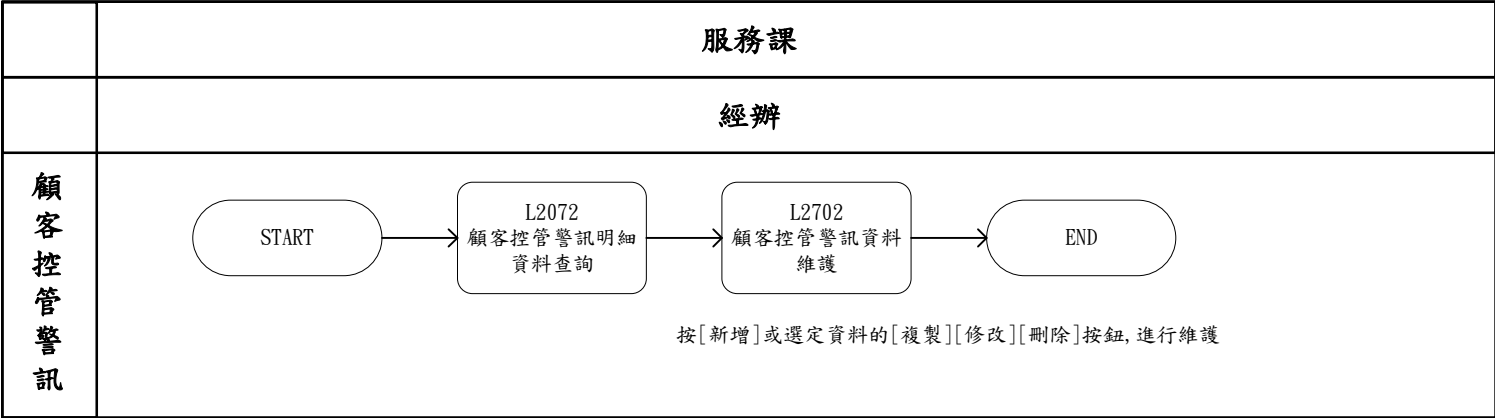 服務課
經辦
顧客控管警訊
START
L2072
顧客控管警訊明細
資料查詢
L2702
顧客控管警訊資料
維護
END
按[新增]或選定資料的[複製][修改][刪除]按鈕,進行維護